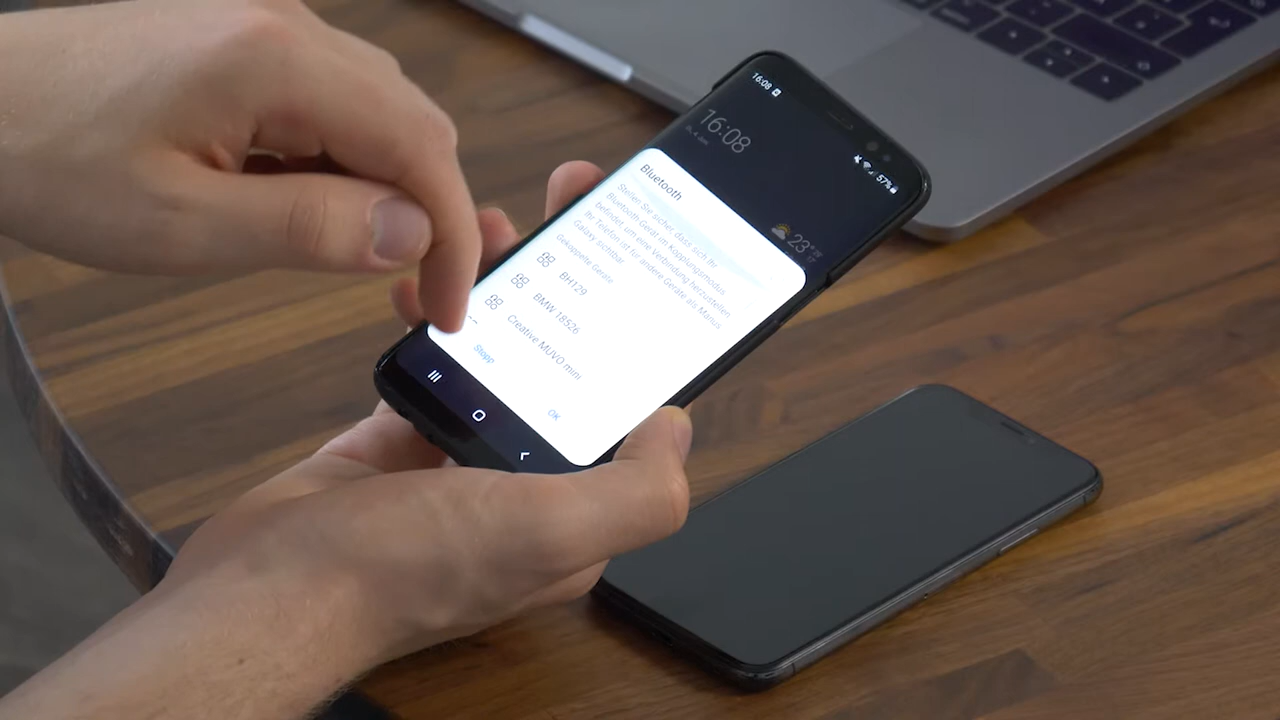 16:08
57%
16:08
23°
Bluetooth
Stellen Sie sicher, dass sich Ihr
Bluetooth-Gerät im Kopplungsmodus
befindet, um eine Verbindung herzustellen.
Ihr Telefon ist für andere Geräte als Manus
Galaxy sichtbar.
Gekoppelte Geräte
BH129
BMW 18526
Creative MUVO mini
Stopp
OK